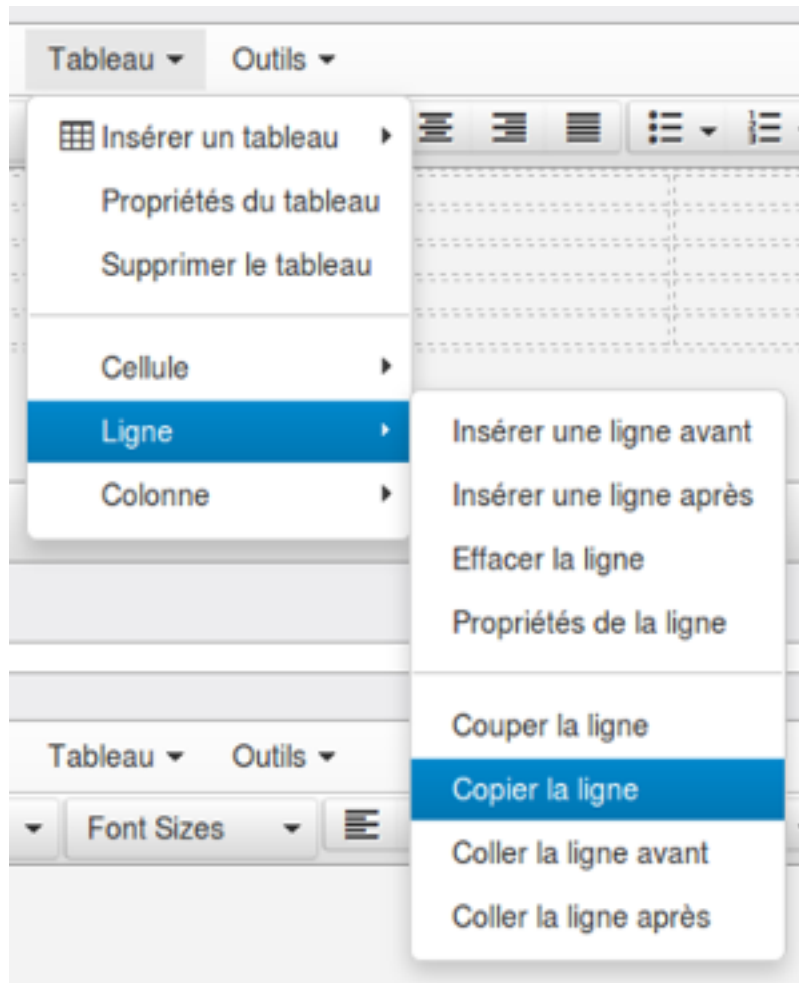 Tableau Outils
Insérer un tableau
Propriétés du tableau
Supprimer le tableau
Cellule
Ligne
Colonne
Insérer une ligne avant
Insérer une ligne après
Effacer la ligne
Propriétés de la ligne
Couper la ligne
Copier la ligne
Coller la ligne avant
Coller la ligne après
Tableau Outils
Font Sizes